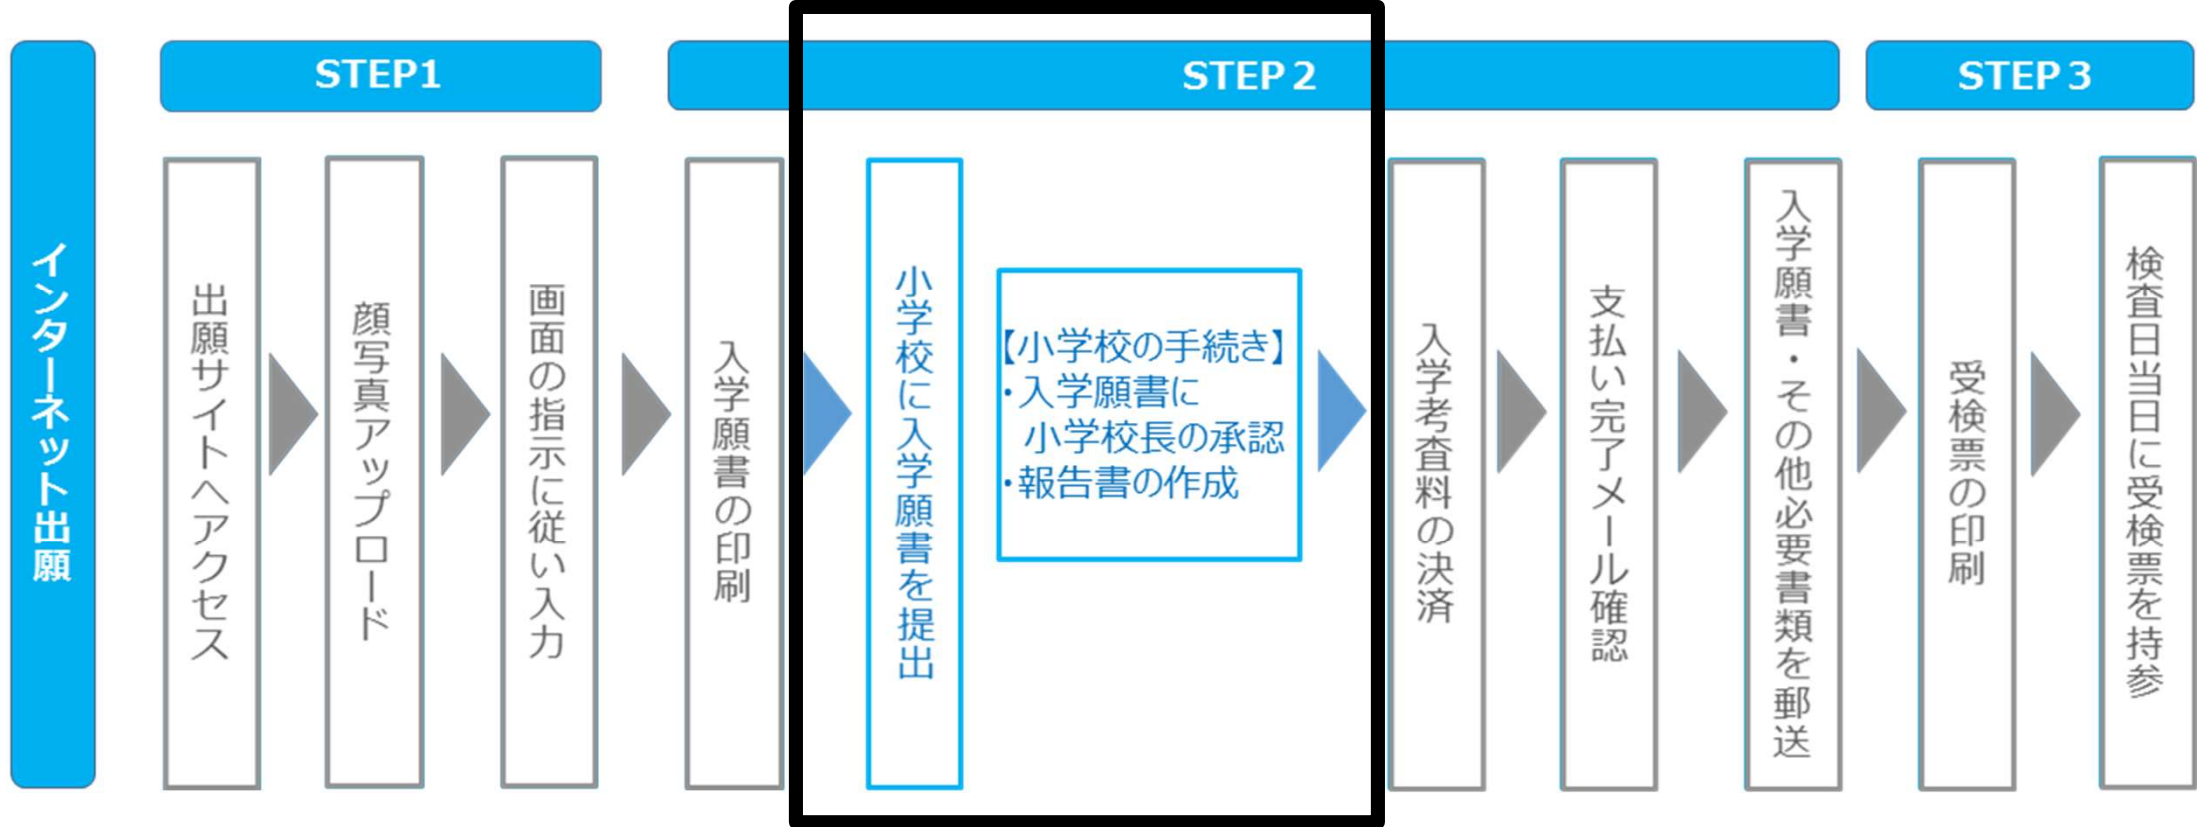 インターネット出願
STEP1
出願サイトへアクセス
顔写真アップロード
画面の指示に従い入力
STEP2
入学願書の印刷
小学校に入学願書を提出
【小学校の手続き】
・入学願書に
小学校長の承認
・報告書の作成
入学考査料の決済
支払い完了メール確認
入学願書・その他必要書類を郵送
STEP3
受検票の印刷
検査日当日に受検票を持参